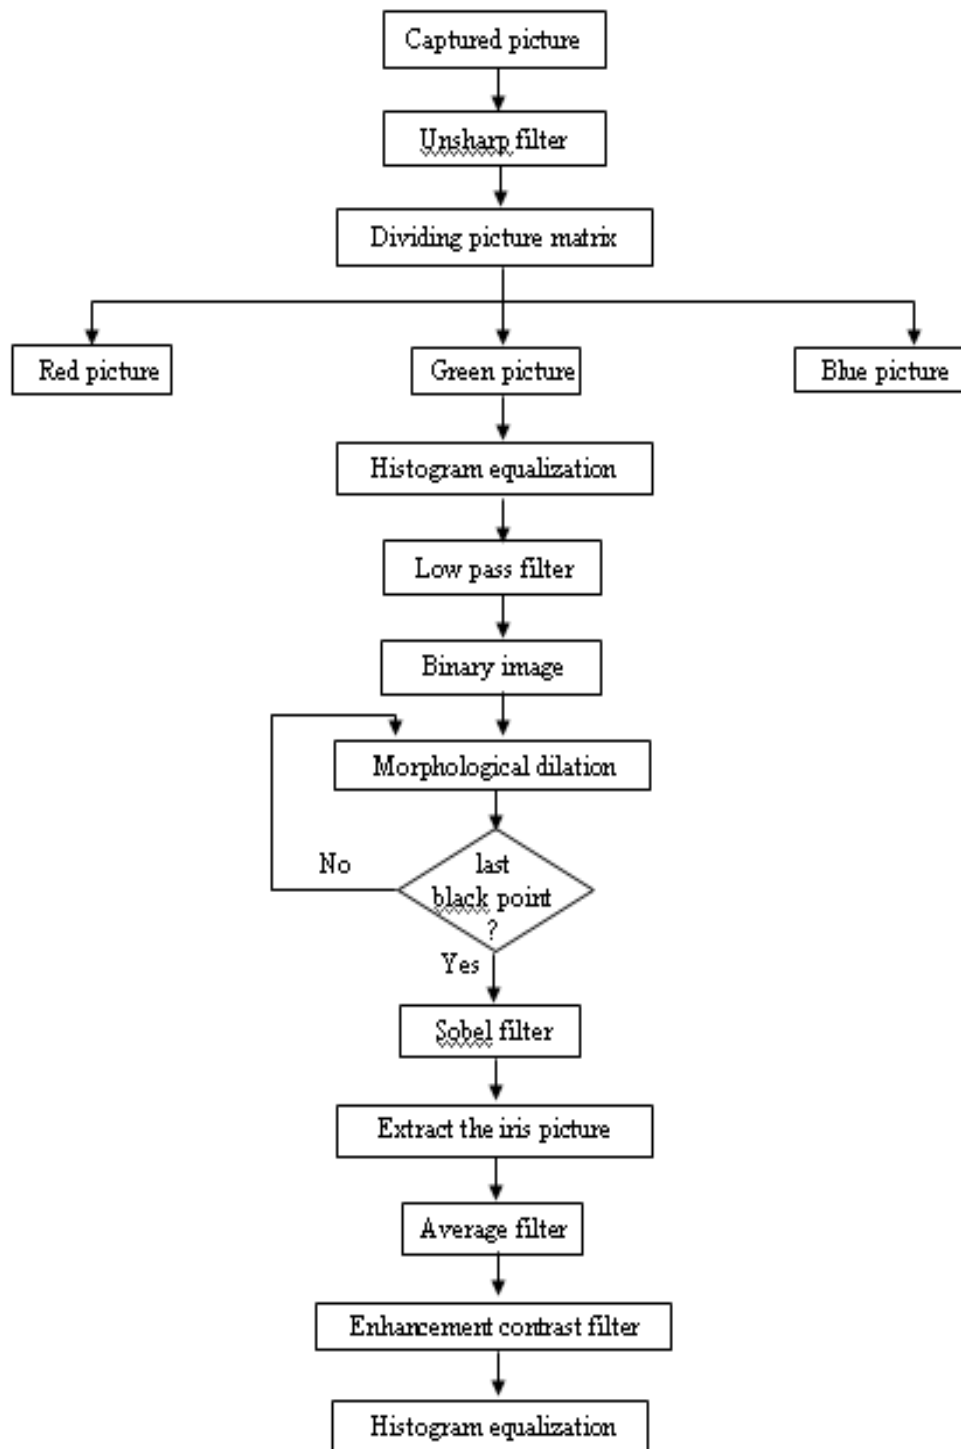 Captured picture
Unsharp filter
Dividing picture matrix
Red picture
Green picture
Blue picture
Histogram equalization
Low pass filter
Binary image
Morphological dilation
No
last
black point
?
Yes
Sobel filter
Extract the iris picture
Average filter
Enhancement contrast filter
Histogram equalization